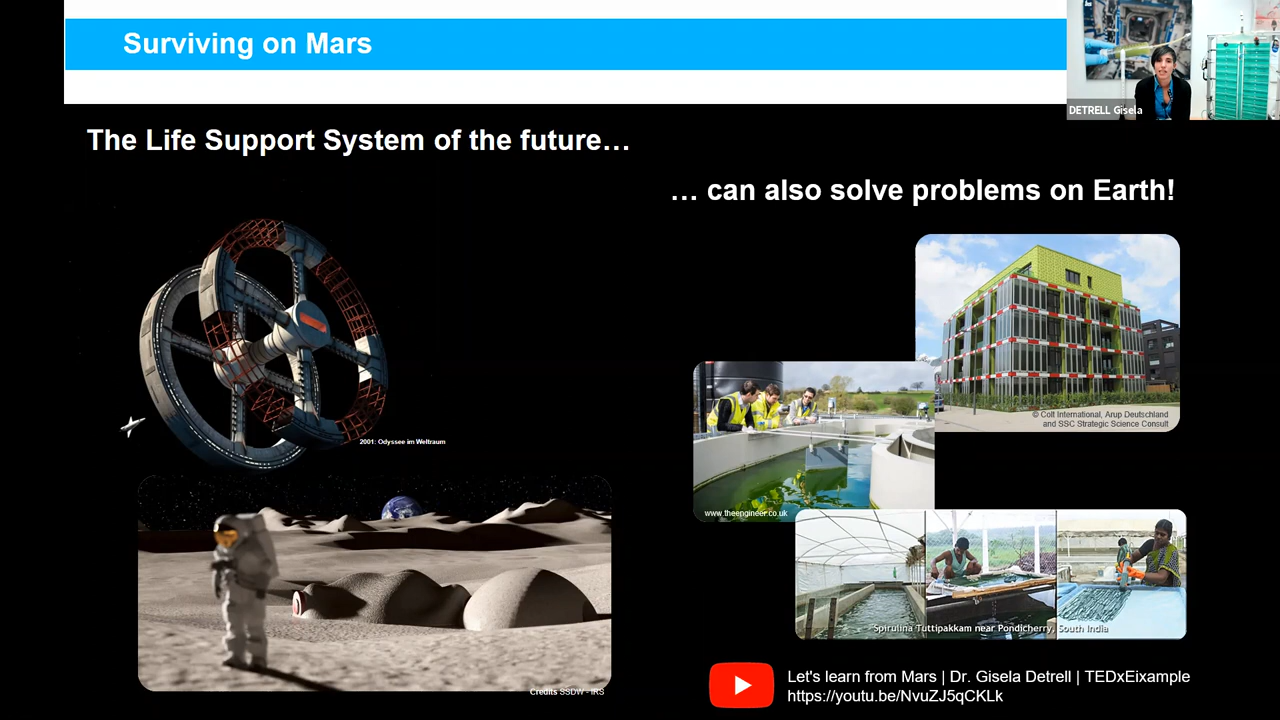 Surviving on Mars
DETRELL Gisela
The Life Support System of the future…
… can also solve problems on Earth!
© Colt International, Arup Deutschland
and SSC Strategic Science Consult
2001: Odyssee im Weltraum
www.theengineer.co.uk
Spirulina Tuttipakkam near Pondicherry, South India
Credits SSDW - IRS
Let's learn from Mars | Dr. Gisela Detrell | TEDxEixample
https://youtu.be/NvuZJ5qCKLk